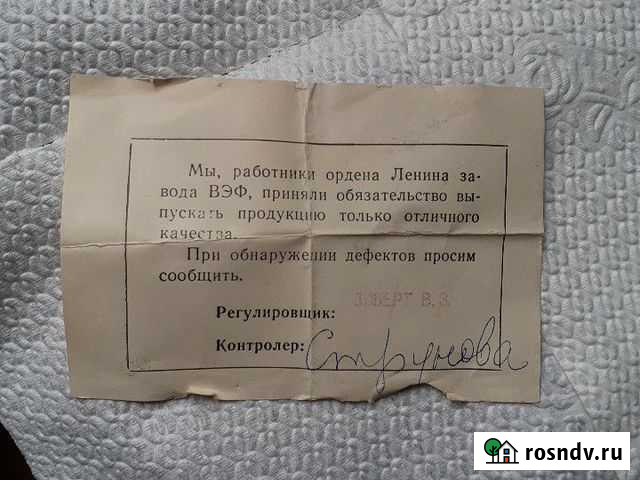 Мы, работники ордена Ленина за-
вода ВЭФ, приняли обязательство вы-
пускать продукцию только отличного
качества.
При обнаружении дефектов просим
сообщить.
Регулировщик: В.З.
Контролер: Струнова
rosndv.ru